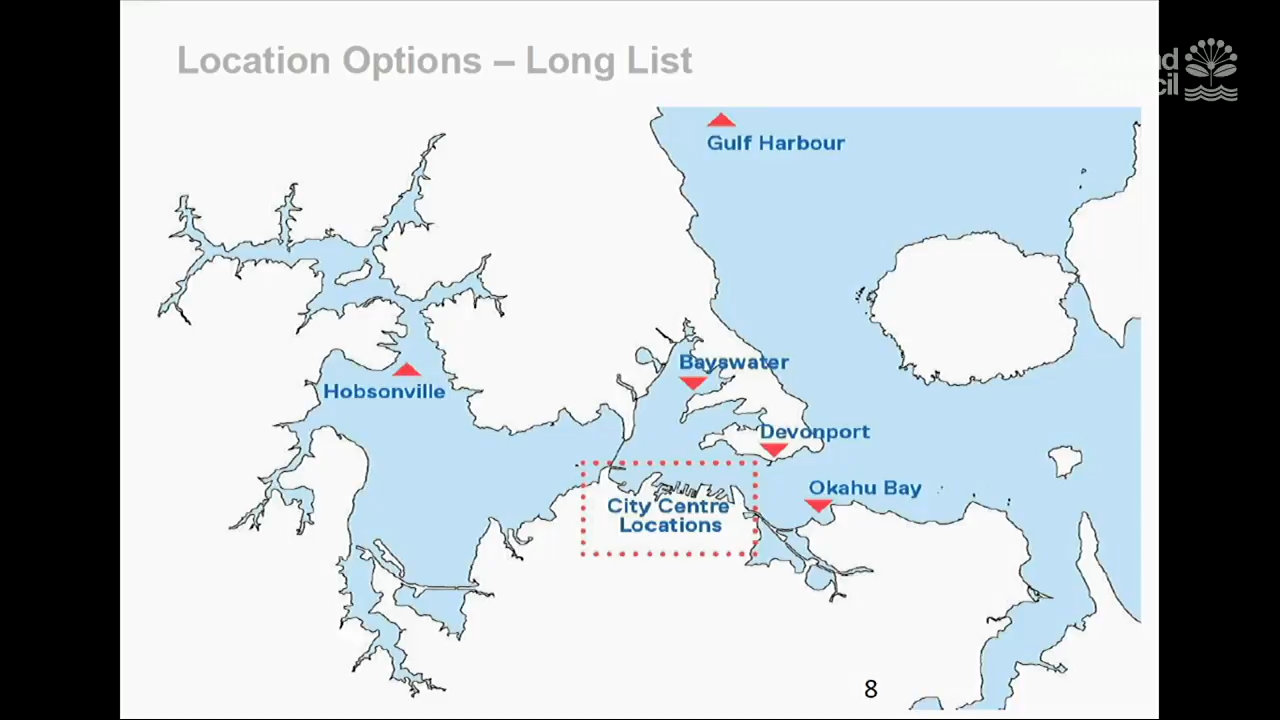 Location Options – Long List
Gulf Harbour
Bayswater
Hobsonville
Devonport
Okahu Bay
City Centre
Locations
8